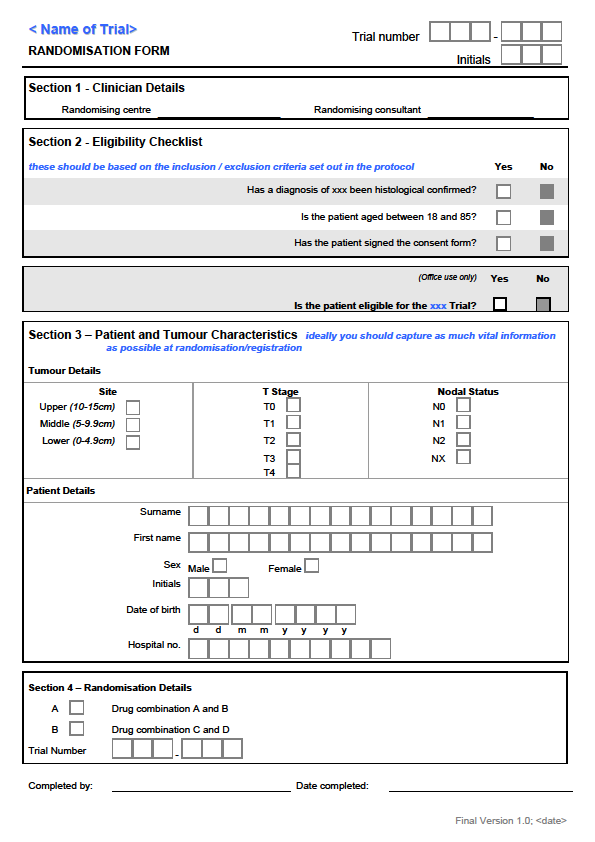 < Name of Trial>
RANDOMISATION FORM
Trial number -
Initials
Section 1 - Clinician Details
Randomising centre Randomising consultant
Section 2 - Eligibility Checklist
these should be based on the inclusion / exclusion criteria set out in the protocol Yes No
Has a diagnosis of xxx been histological confirmed?
Is the patient aged between 18 and 85?
Has the patient signed the consent form?
(Office use only) Yes No
Is the patient eligible for the xxx Trial?
Section 3 – Patient and Tumour Characteristics ideally you should capture as much vital information
as possible at randomisation/registration
Tumour Details
Site T Stage Nodal Status
Upper (10-15cm) T0 N0
Middle (5-9.9cm) T1 N1
Lower (0-4.9cm) T2 N2
T3 NX
T4
Patient Details
Surname
First name
Sex Male Female
Initials
Date of birth
d d m m y y y y
Hospital no.
Section 4 – Randomisation Details
A Drug combination A and B
B Drug combination C and D
Trial Number -
Completed by: Date completed:
Final Version 1.0; <date>